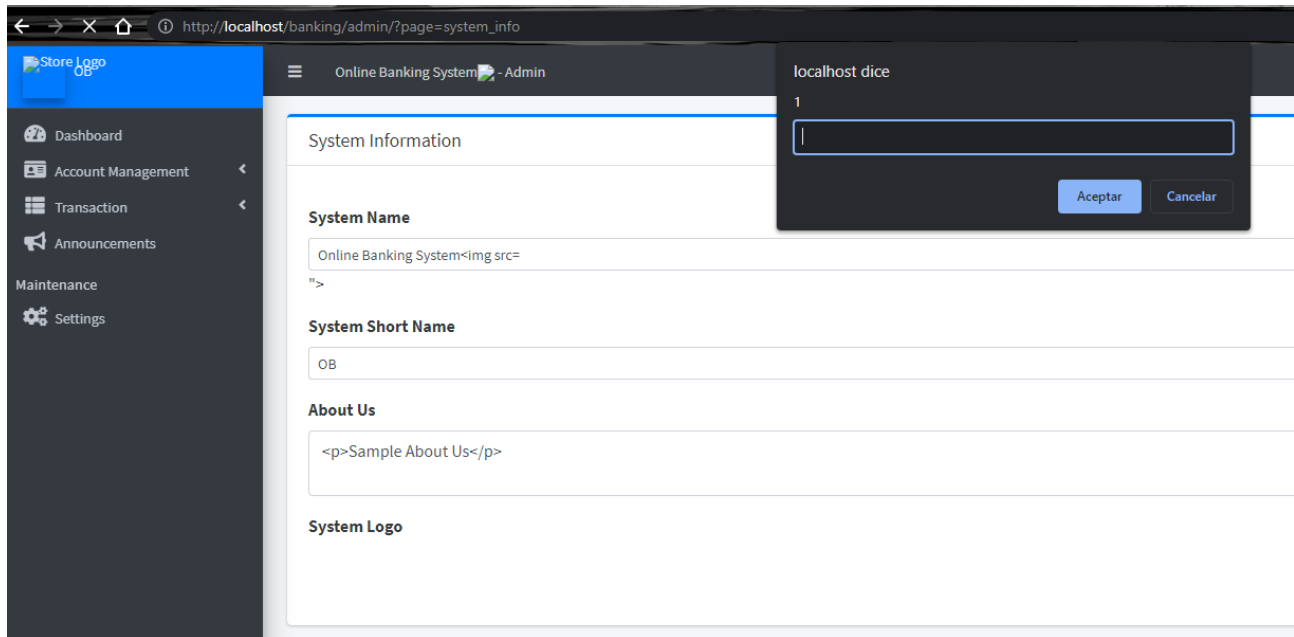 http://localhost/banking/admin/?page=system_info
Store Logo
OB
Online Banking System - Admin
localhost dice
1
Aceptar
Cancelar
Dashboard
Account Management
Transaction
Announcements
Maintenance
Settings
System Information
System Name
Online Banking System<img src=
">
System Short Name
OB
About Us
<p>Sample About Us</p>
System Logo